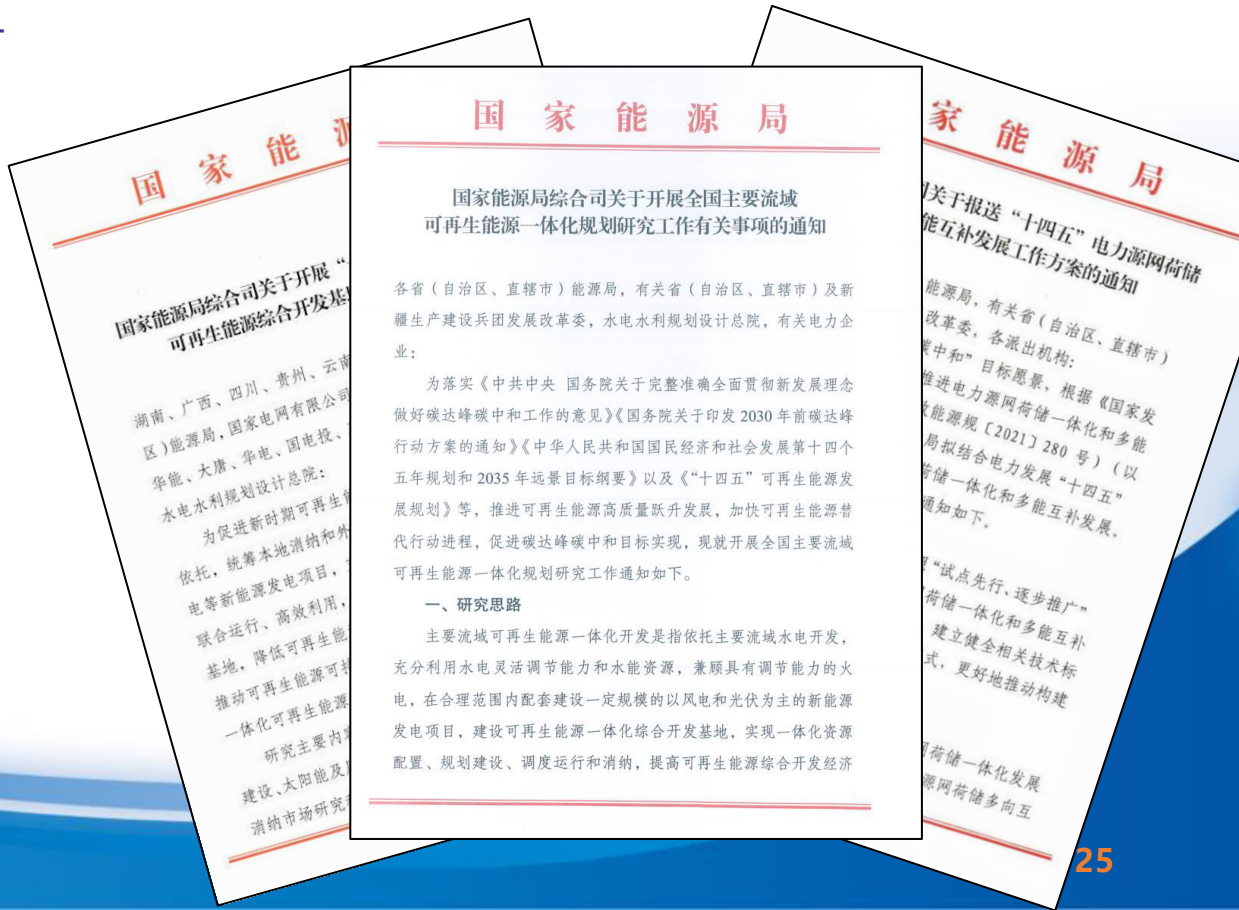 国家能源
国家能源局综合司关于开展“
可再生能源综合开发基
湖南、广西、四川、贵州、云南
区)能源局,国家电网有限公司
华能、大唐、华电、国电投、
水电水利规划设计总院:
为促进新时期可再生能
依托,统筹本地消纳和外
电等新能源发电项目,
联合运行、高效利用,
基地,降低可再生能
推动可再生能源可持
一体化可再生能源
研究主要内容
建设、太阳能及
消纳市场研究
国家能源局
国家能源局综合司关于开展全国主要流域
可再生能源一体化规划研究工作有关事项的通知
各省(自治区、直辖市)能源局,有关省(自治区、直辖市)及新
疆生产建设兵团发展改革委,水电水利规划设计总院,有关电力企
业:
为落实《中共中央 国务院关于完整准确全面贯彻新发展理念
做好碳达峰碳中和工作的意见》《国务院关于印发 2030 年前碳达峰
行动方案的通知》《中华人民共和国国民经济和社会发展第十四个
五年规划和 2035 年远景目标纲要》以及《“十四五”可再生能源发
展规划》等,推进可再生能源高质量跃升发展,加快可再生能源替
代行动进程,促进碳达峰碳中和目标实现,现就开展全国主要流域
可再生能源一体化规划研究工作通知如下。
一、研究思路
主要流域可再生能源一体化开发是指依托主要流域水电开发,
充分利用水电灵活调节能力和水能资源,兼顾具有调节能力的火
电,在合理范围内配套建设一定规模的以风电和光伏为主的新能源
发电项目,建设可再生能源一体化综合开发基地,实现一体化资源
配置、规划建设、调度运行和消纳,提高可再生能源综合开发经济
家能源局
关于报送“十四五”电力源网荷储
能互补发展工作方案的通知
能源局,有关省(自治区、直辖市)
改革委,各派出机构:
碳中和”目标愿景,根据《国家发
推进电力源网荷储一体化和多能
改能源规〔2021〕280 号)(以
局拟结合电力发展“十四五”
荷储一体化和多能互补发展。
通知如下。
“试点先行、逐步推广”
荷储一体化和多能互补
建立健全相关技术标
式,更好地推动构建
荷储一体化发展
源网荷储多向互
25